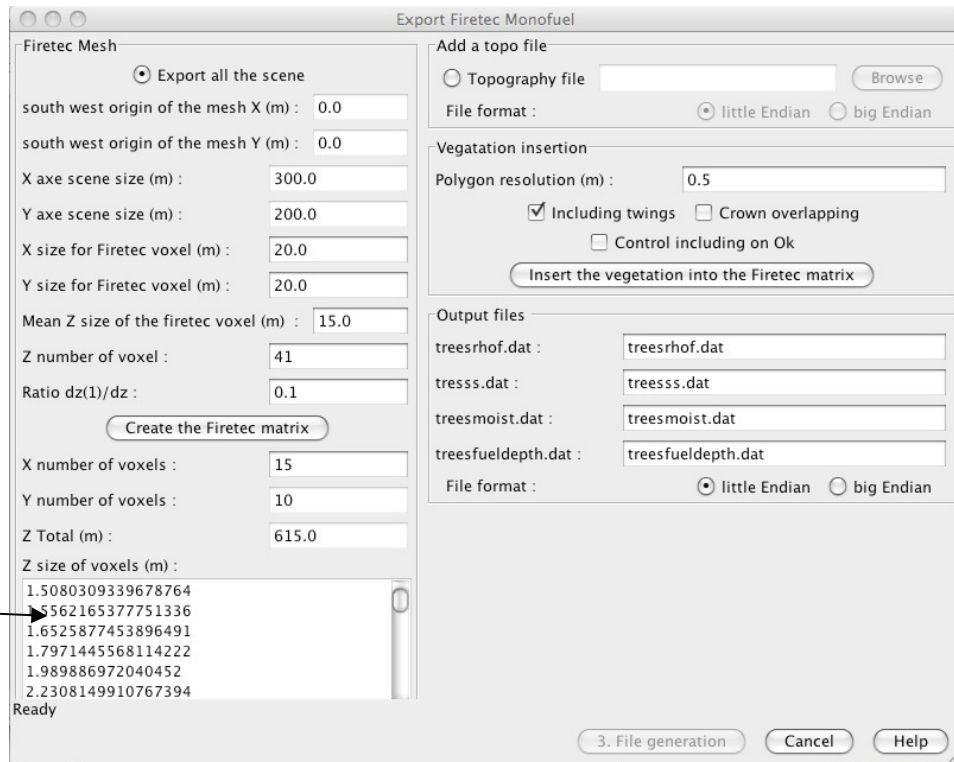 Export Firetec Monofuel
Firetec Mesh
Export all the scene
south west origin of the mesh X (m) : 0.0
south west origin of the mesh Y (m) : 0.0
X axe scene size (m) : 300.0
Y axe scene size (m) : 200.0
X size for Firetec voxel (m) : 20.0
Y size for Firetec voxel (m) : 20.0
Mean Z size of the firetec voxel (m) : 15.0
Z number of voxel : 41
Ratio dz(1)/dz : 0.1
Create the Firetec matrix
X number of voxels : 15
Y number of voxels : 10
Z Total (m) : 615.0
Z size of voxels (m) :
1.5080309339678764
1.5562165377751336
1.6525877453896491
1.7971445568114222
1.989886972040452
2.2308149910767394
Ready
Add a topo file
Topography file Browse
File format : little Endian big Endian
Vegatation insertion
Polygon resolution (m) : 0.5
Including twings Crown overlapping
Control including on Ok
Insert the vegetation into the Firetec matrix
Output files
treesrhof.dat : treesrhof.dat
tresss.dat : treesss.dat
treesmoist.dat : treesmoist.dat
treesfueldepth.dat : treesfueldepth.dat
File format : little Endian big Endian
3. File generation Cancel Help